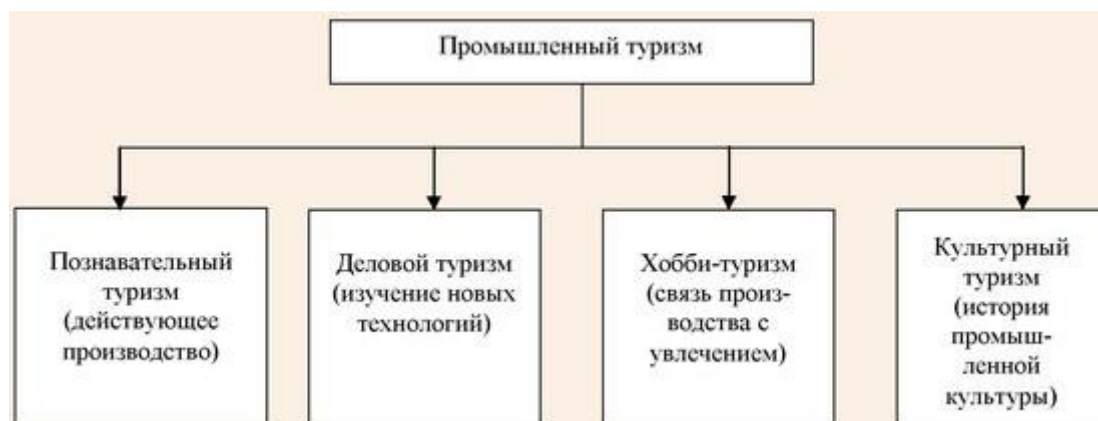 Промышленный туризм
Познавательный
туризм
(действующее
производство)
Деловой туризм
(изучение новых
технологий)
Хобби-туризм
(связь произ-
водства с
увлечением)
Культурный
туризм
(история
промыш-
ленной
культуры)